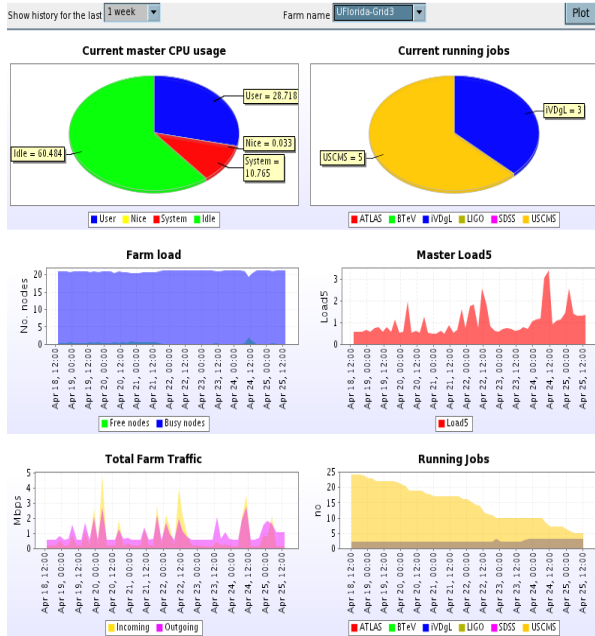 Show history for the last 1 week Farm name UFlorida-Grid3 Plot
Current master CPU usage
User = 28.718
Nice = 0.033
System =
10.765
Idle = 60.484
User Nice System Idle
Current running jobs
iVDgL = 3
USCMS = 5
ATLAS BTeV iVDgL LIGO SDSS USCMS
Farm load
No. nodes
20
15
10
5
0
Apr 18, 12:00
Apr 19, 00:00
Apr 19, 12:00
Apr 20, 00:00
Apr 20, 12:00
Apr 21, 00:00
Apr 21, 12:00
Apr 22, 00:00
Apr 22, 12:00
Apr 23, 00:00
Apr 23, 12:00
Apr 24, 00:00
Apr 24, 12:00
Apr 25, 00:00
Apr 25, 12:00
Free nodes Busy nodes
Master Load5
Load5
3
2
1
0
Apr 18, 12:00
Apr 19, 00:00
Apr 19, 12:00
Apr 20, 00:00
Apr 20, 12:00
Apr 21, 00:00
Apr 21, 12:00
Apr 22, 00:00
Apr 22, 12:00
Apr 23, 00:00
Apr 23, 12:00
Apr 24, 00:00
Apr 24, 12:00
Apr 25, 00:00
Apr 25, 12:00
Load5
Total Farm Traffic
Mbps
5
4
3
2
1
0
Apr 18, 12:00
Apr 19, 00:00
Apr 19, 12:00
Apr 20, 00:00
Apr 20, 12:00
Apr 21, 00:00
Apr 21, 12:00
Apr 22, 00:00
Apr 22, 12:00
Apr 23, 00:00
Apr 23, 12:00
Apr 24, 00:00
Apr 24, 12:00
Apr 25, 00:00
Apr 25, 12:00
Incoming Outgoing
Running Jobs
no
25
20
15
10
5
0
Apr 18, 12:00
Apr 19, 00:00
Apr 19, 12:00
Apr 20, 00:00
Apr 20, 12:00
Apr 21, 00:00
Apr 21, 12:00
Apr 22, 00:00
Apr 22, 12:00
Apr 23, 00:00
Apr 23, 12:00
Apr 24, 00:00
Apr 24, 12:00
Apr 25, 00:00
Apr 25, 12:00
ATLAS BTeV iVDgL LIGO SDSS USCMS